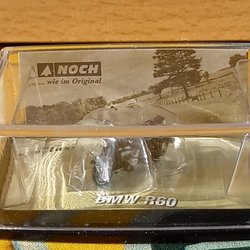 NOCH
... wie im Original
BMW R60